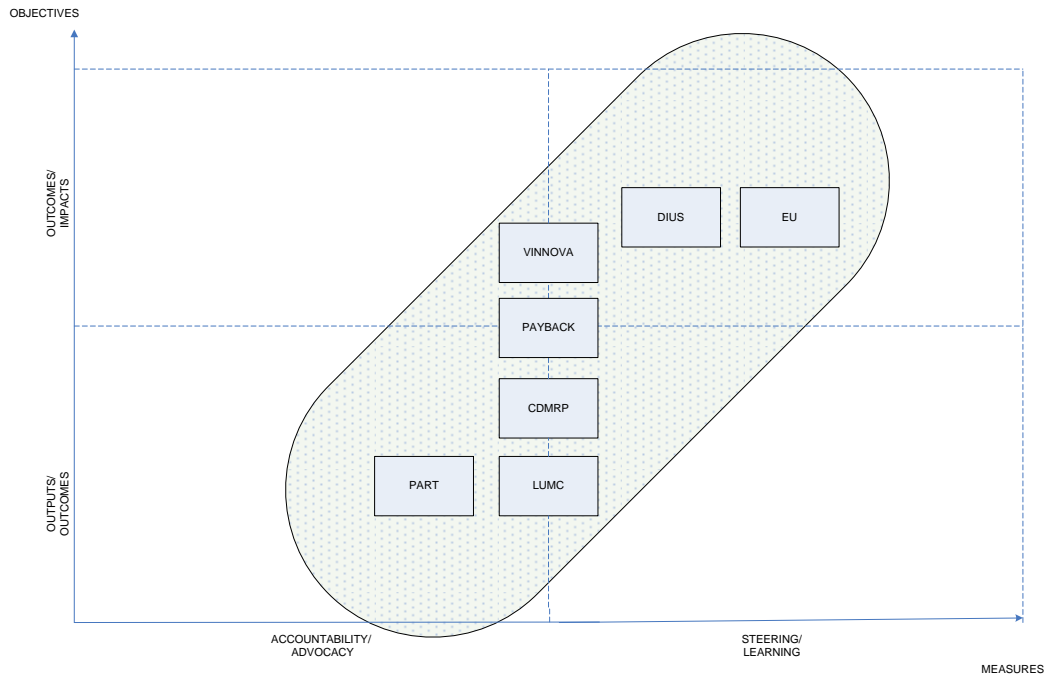 OBJECTIVES
OUTCOMES/
IMPACTS
DIUS
EU
VINNOVA
PAYBACK
CDMRP
OUTPUTS/
OUTCOMES
PART
LUMC
ACCOUNTABILITY/
ADVOCACY
STEERING/
LEARNING
MEASURES